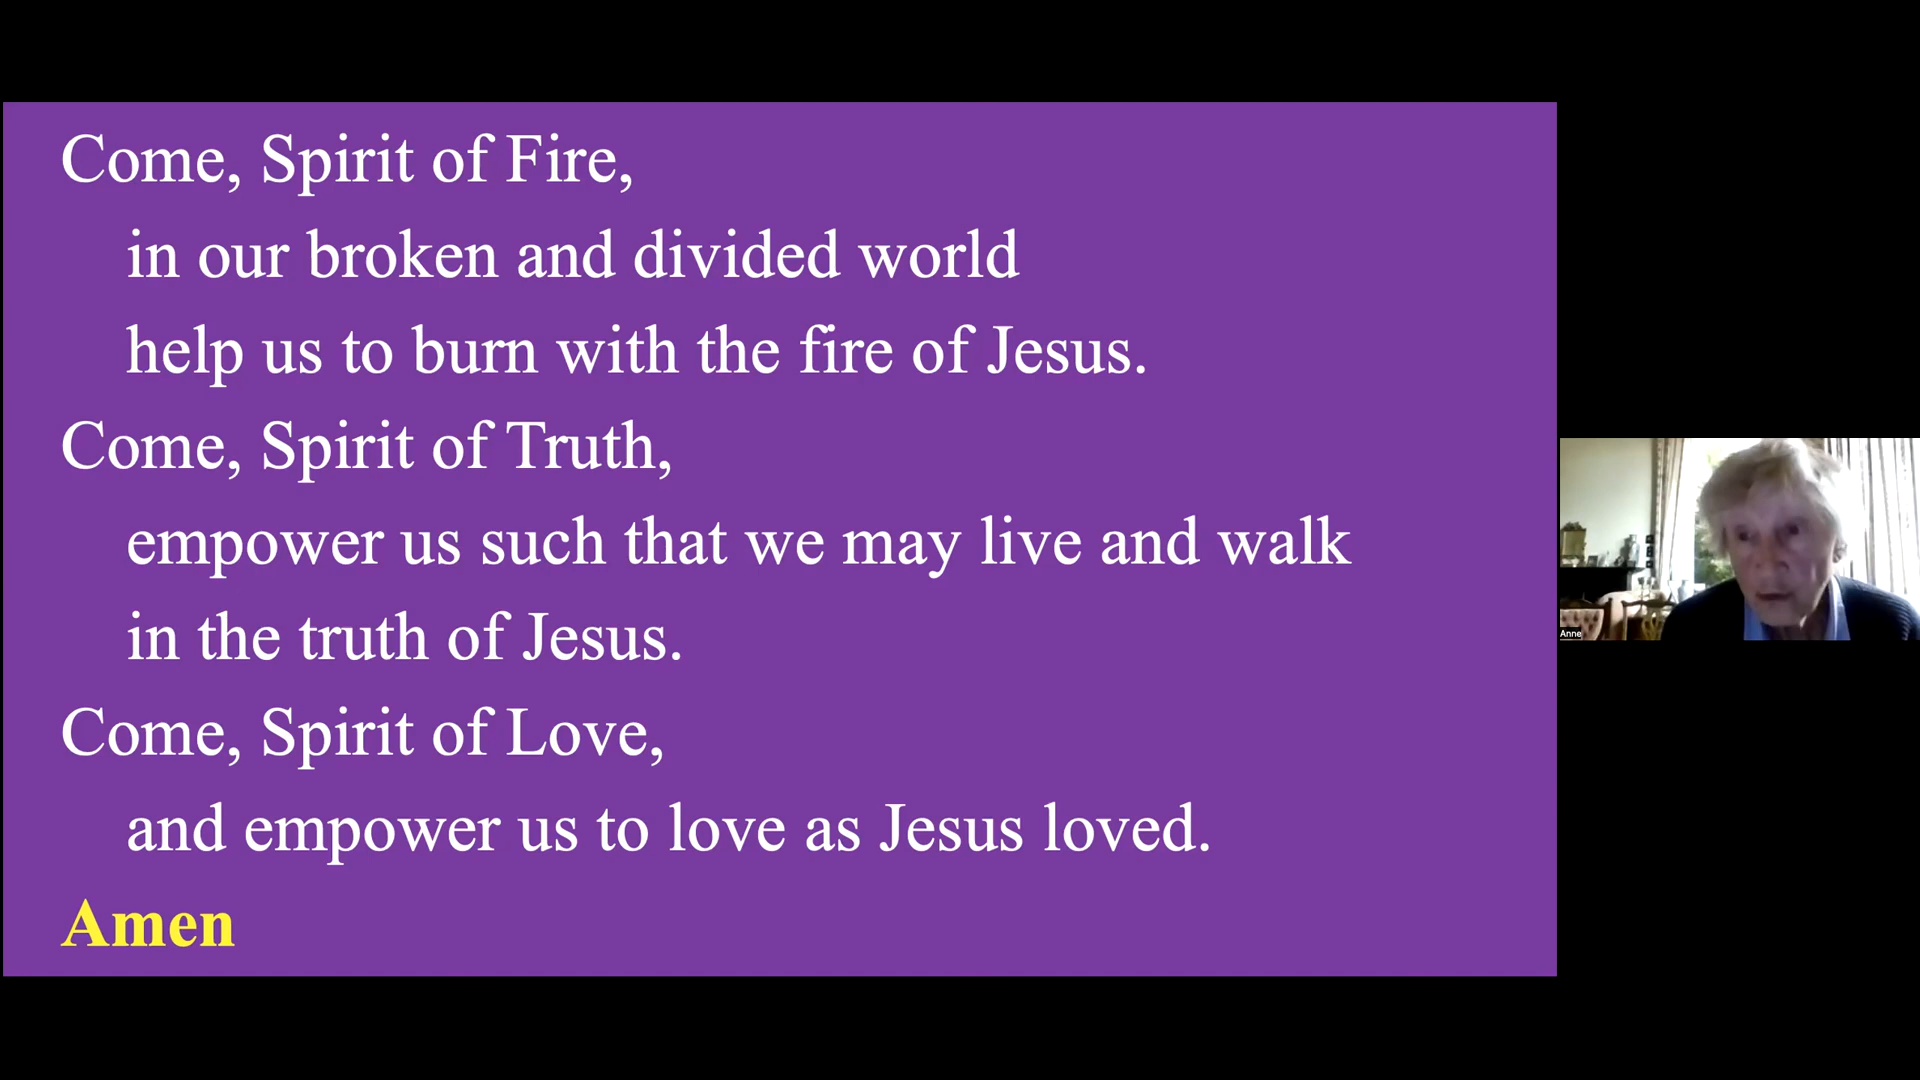 Come, Spirit of Fire,
in our broken and divided world
help us to burn with the fire of Jesus.
Come, Spirit of Truth,
empower us such that we may live and walk
in the truth of Jesus.
Come, Spirit of Love,
and empower us to love as Jesus loved.
Amen
Anne